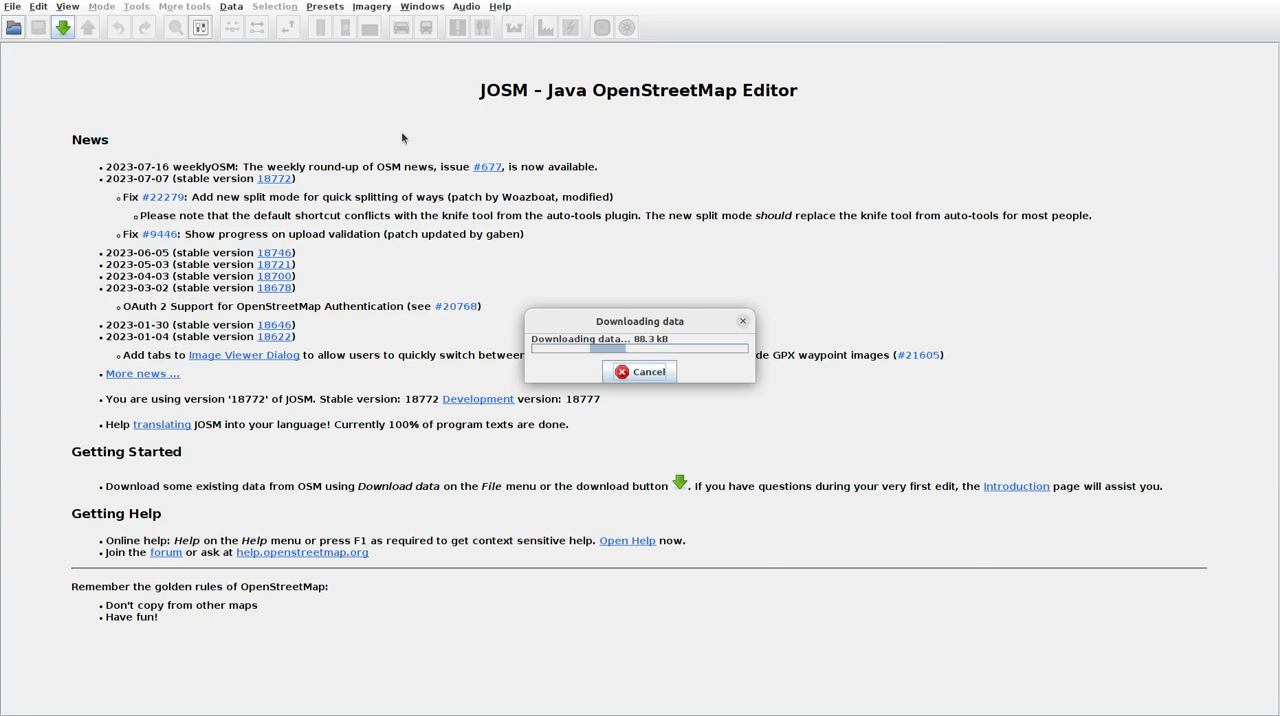 File Edit View Mode Tools More tools Data Selection Presets Imagery Windows Audio Help
JOSM – Java OpenStreetMap Editor
News
• 2023-07-16 weeklyOSM: The weekly round-up of OSM news, issue #677, is now available.
• 2023-07-07 (stable version 18772)
Fix #22279: Add new split mode for quick splitting of ways (patch by Woazboat, modified)
Please note that the default shortcut conflicts with the knife tool from the auto-tools plugin. The new split mode should replace the knife tool from auto-tools for most people.
Fix #9446: Show progress on upload validation (patch updated by gaben)
• 2023-06-05 (stable version 18746)
• 2023-05-03 (stable version 18721)
• 2023-04-03 (stable version 18700)
• 2023-03-02 (stable version 18678)
OAuth 2 Support for OpenStreetMap Authentication (see #20768)
• 2023-01-30 (stable version 18646)
• 2023-01-04 (stable version 18622)
Add tabs to Image Viewer Dialog to allow users to quickly switch between de GPX waypoint images (#21605)
• More news ...
• You are using version '18772' of JOSM. Stable version: 18772 Development version: 18777
• Help translating JOSM into your language! Currently 100% of program texts are done.
Downloading data
Downloading data... 88.3 kB
Cancel
Getting Started
• Download some existing data from OSM using Download data on the File menu or the download button . If you have questions during your very first edit, the Introduction page will assist you.
Getting Help
• Online help: Help on the Help menu or press F1 as required to get context sensitive help. Open Help now.
• Join the forum or ask at help.openstreetmap.org
Remember the golden rules of OpenStreetMap:
• Don't copy from other maps
• Have fun!